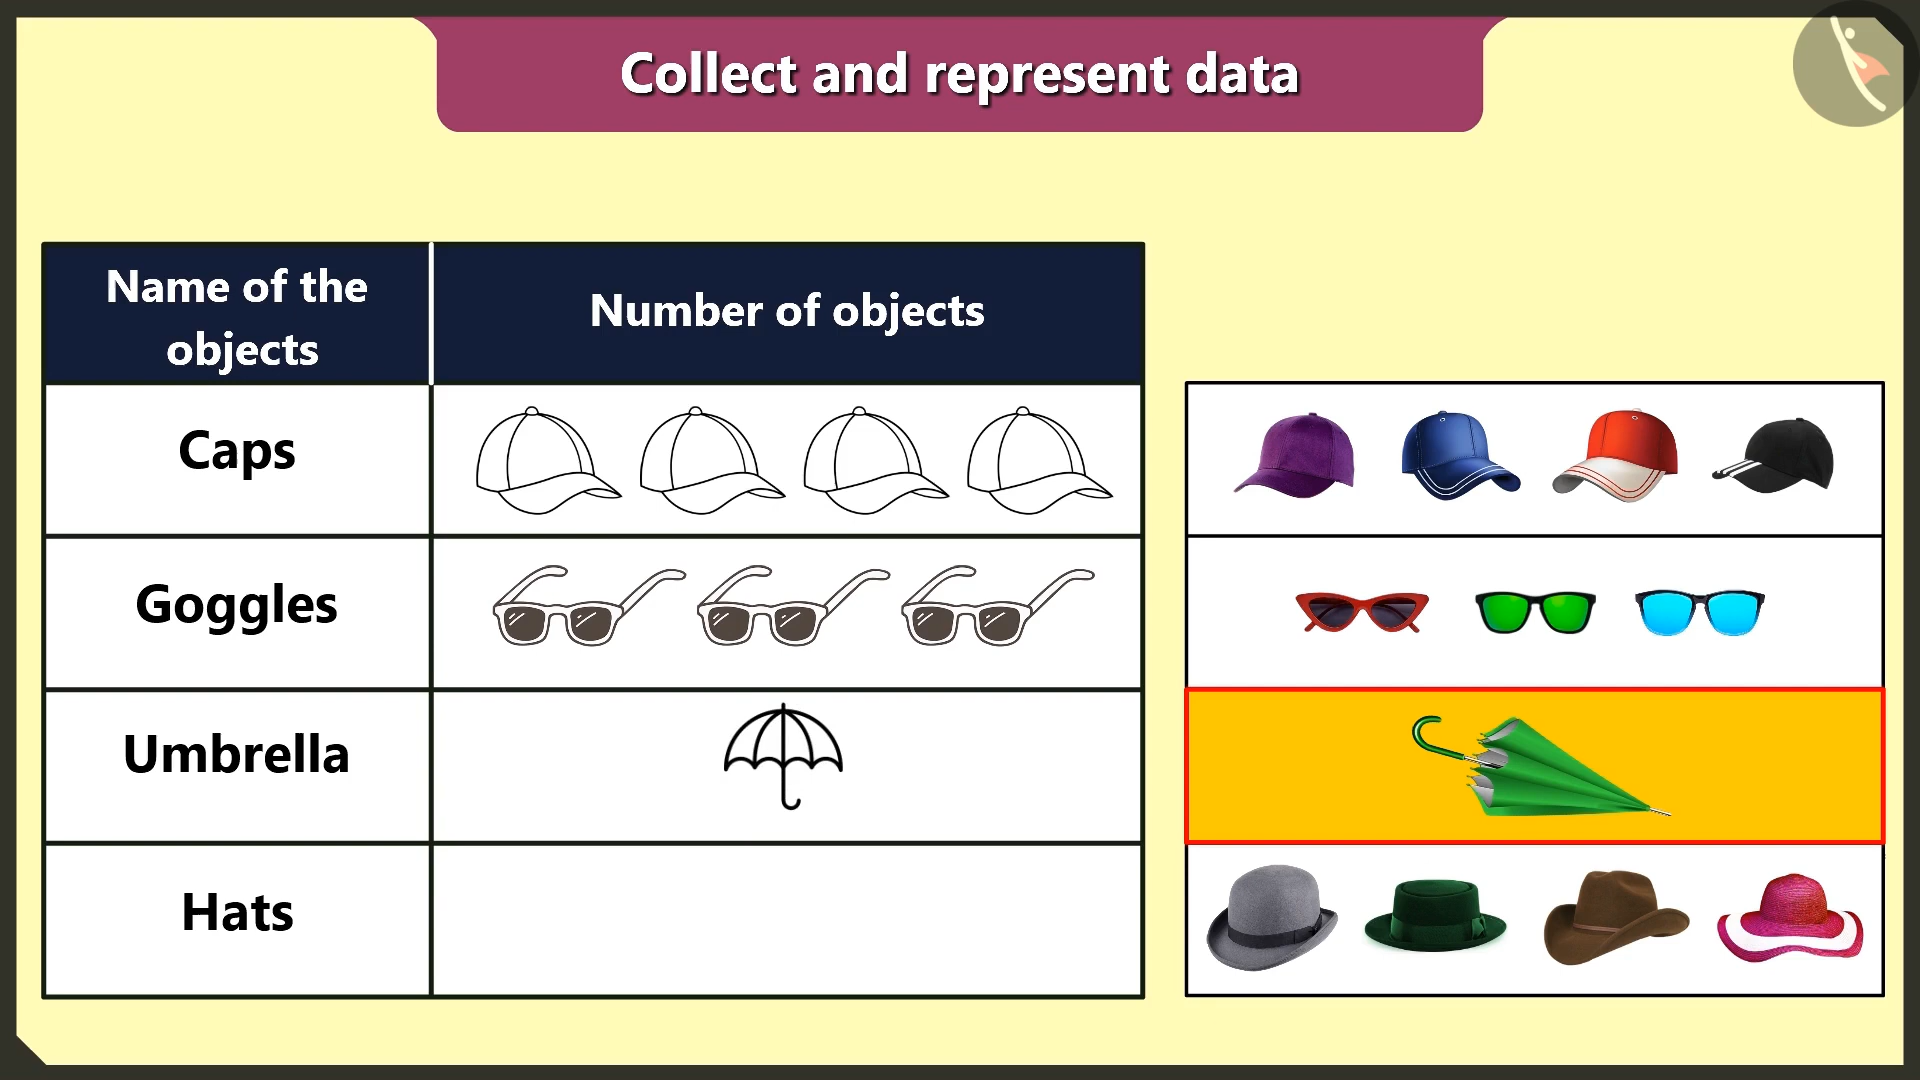 Collect and represent data
Name of the
objects
Number of objects
Caps
Goggles
Umbrella
Hats